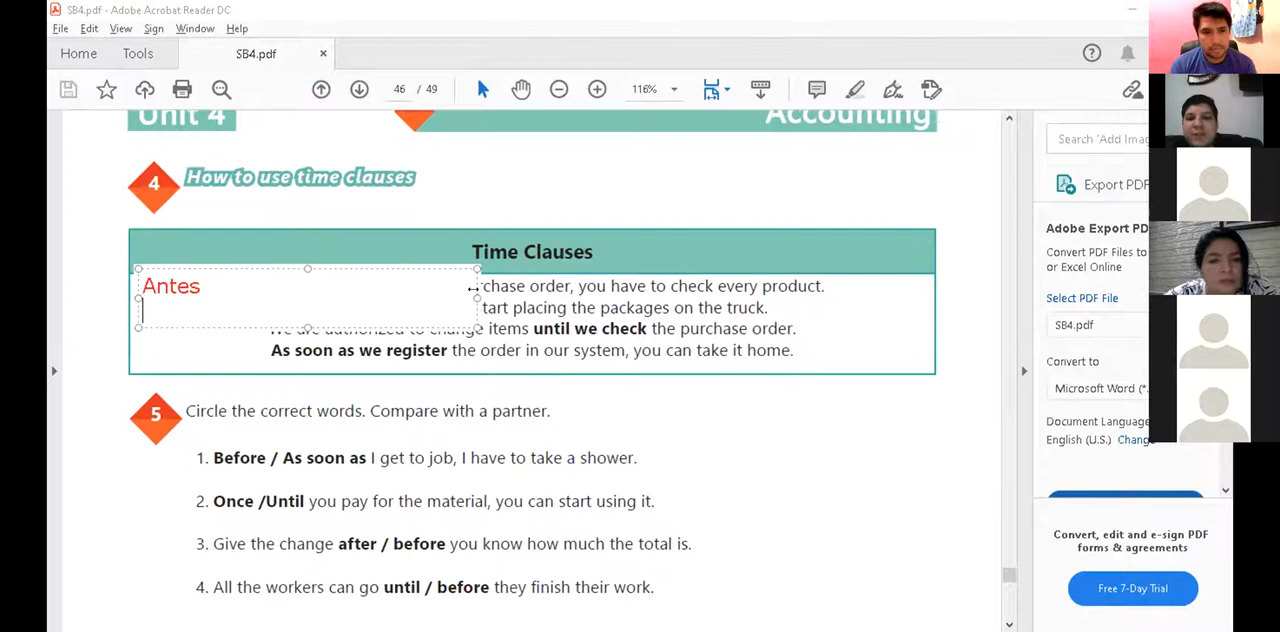 SB4.pdf - Adobe Acrobat Reader DC
File Edit View Sign Window Help
Home Tools SB4.pdf ×
46 / 49 116%
Unit 4 Accounting
4 How to use time clauses
Time Clauses
Antes
chase order, you have to check every product.
tart placing the packages on the truck.
We are authorized to change items until we check the purchase order.
As soon as we register the order in our system, you can take it home.
5 Circle the correct words. Compare with a partner.
1. Before / As soon as I get to job, I have to take a shower.
2. Once /Until you pay for the material, you can start using it.
3. Give the change after / before you know how much the total is.
4. All the workers can go until / before they finish their work.
Search 'Add Imag
Export PDF
Adobe Export PD
Convert PDF Files to
or Excel Online
Select PDF File
SB4.pdf
Convert to
Microsoft Word (*.
Document Language
English (U.S.) Change
Convert, edit and e-sign PDF
forms & agreements
Free 7-Day Trial